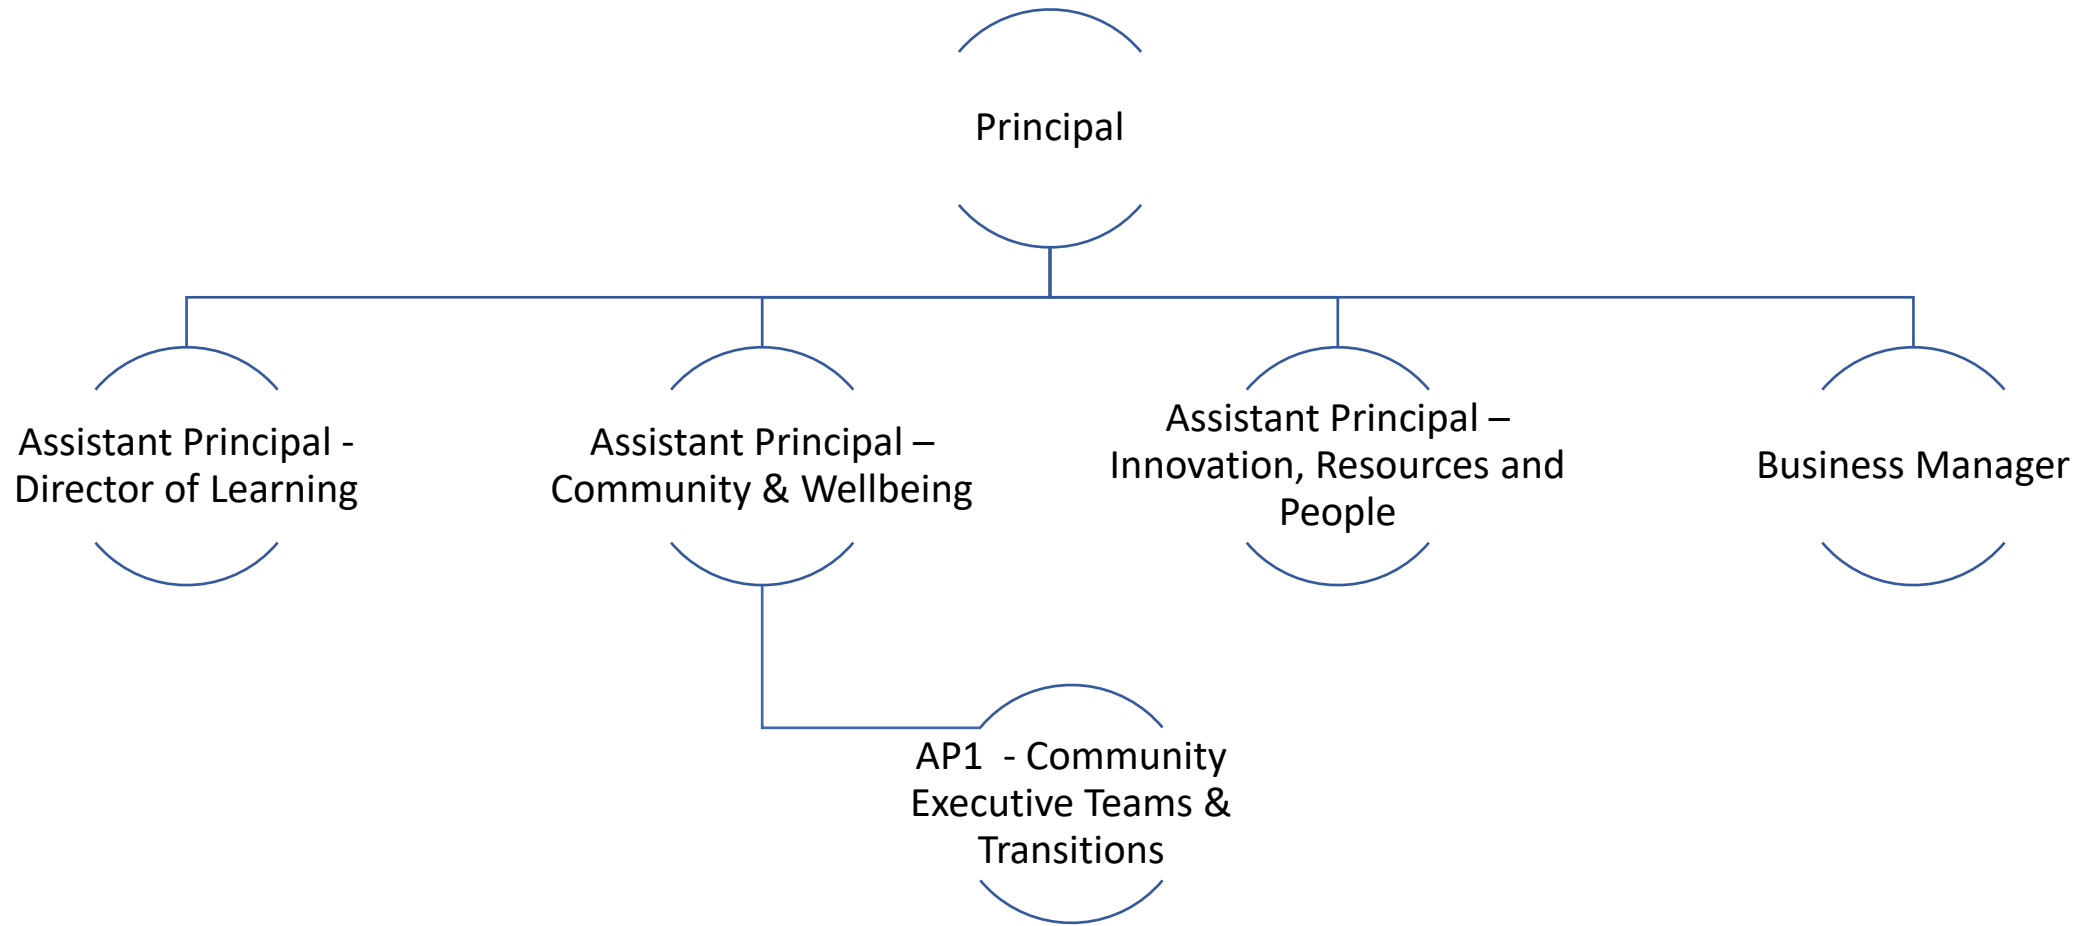 Principal
Assistant Principal -
Director of Learning
Assistant Principal –
Community & Wellbeing
Assistant Principal –
Innovation, Resources and
People
Business Manager
AP1  - Community
Executive Teams &
Transitions